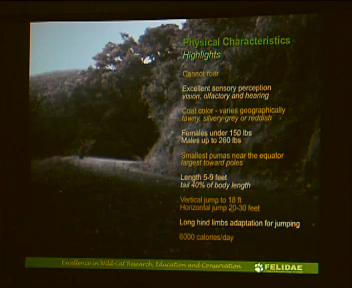 Physical Characteristics
Highlights
Cannot roar
Excellent sensory perception
vision, olfactory and hearing
Coat color - varies geographically
tawny, silvery-grey or reddish
Females under 150 lbs
Males up to 260 lbs
Smallest pumas near the equator
largest toward poles
Length 5-9 feet
tail 40% of body length
Vertical jump to 18 ft
Horizontal jump 20-30 feet
Long hind limbs adaptation for jumping
6000 calories/day
Excellence in Wild Cat Research, Education and Conservation
FELIDAE